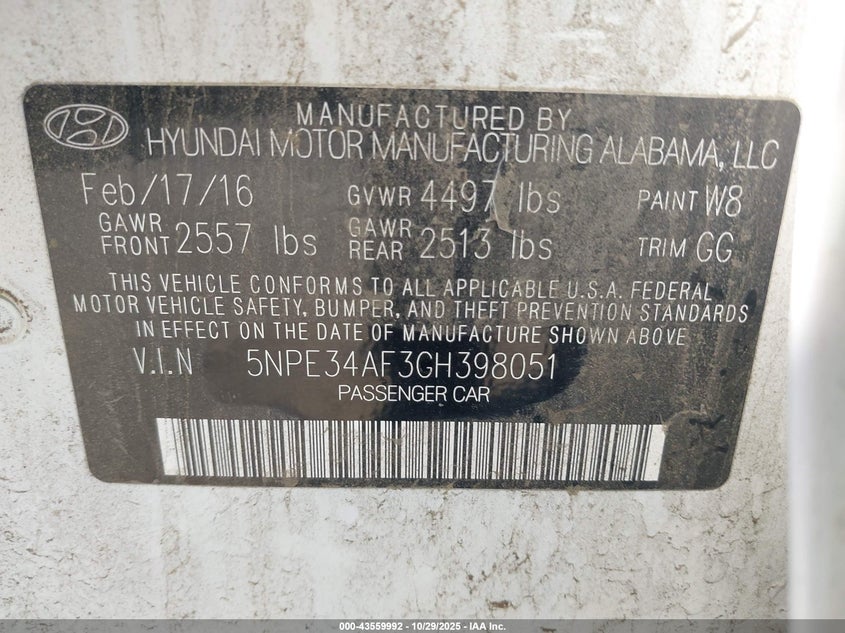 MANUFACTURED BY
HYUNDAI MOTOR MANUFACTURING ALABAMA, LLC
Feb/17/16 GVWR 4497 lbs PAINT W8
GAWR FRONT 2557 lbs GAWR REAR 2513 lbs TRIM GG
THIS VEHICLE CONFORMS TO ALL APPLICABLE U.S.A. FEDERAL
MOTOR VEHICLE SAFETY, BUMPER, AND THEFT PREVENTION STANDARDS
IN EFFECT ON THE DATE OF MANUFACTURE SHOWN ABOVE
V.I.N 5NPE34AF3GH398051
PASSENGER CAR
000-43559992 - 10/29/2025 - IAA Inc.